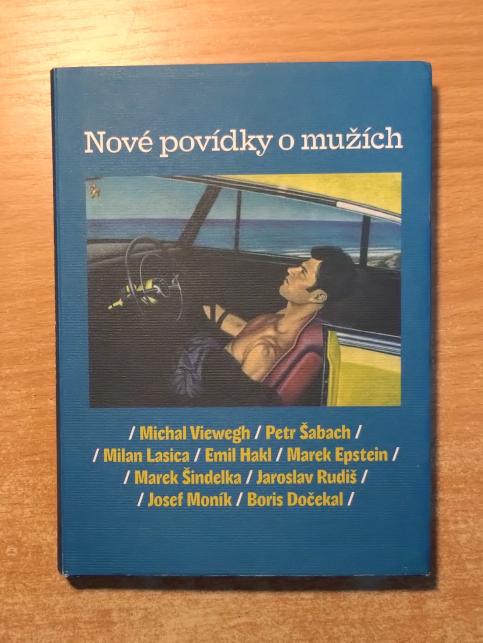 Nové povídky o mužích
/ Michal Viewegh / Petr Šabach /
/ Milan Lasica / Emil Hakl / Marek Epstein /
/ Marek Šindelka / Jaroslav Rudiš /
/ Josef Moník / Boris Dočekal /